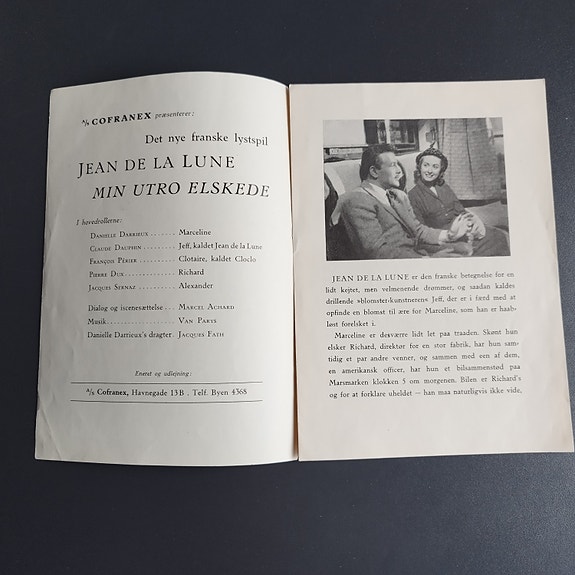 A/S COFRANEX præsenterer:
Det nye franske lystspil
JEAN DE LA LUNE
MIN UTRO ELSKEDE
I hovedrollerne:
DANIELLE DARRIEUX ....... Marceline
CLAUDE DAUPHIN .......... Jeff, kaldet Jean de la Lune
FRANÇOIS PÉRIER ......... Clotaire, kaldet Cloclo
PIERRE DUX .............. Richard
JACQUES SERNAZ .......... Alexander
Dialog og iscenesættelse .. MARCEL ACHARD
Musik .................... VAN PARYS
Danielle Darrieux's dragter . JACQUES FATH
Eneret og udlejning:
A/S Cofranex, Havnegade 13 B . Telf. Byen 4368
JEAN DE LA LUNE er den franske betegnelse for en
lidt kejtet, men velmenende drømmer, og saadan kaldes
drillende »blomster-kunstneren« Jeff, der er i færd med at
opfinde en blomst til ære for Marceline, som han er haab-
løst forelsket i.
Marceline er desværre lidt let paa traaden. Skønt hun
elsker Richard, direktør for en stor fabrik, har hun sam-
tidig et par andre venner, og sammen med een af dem,
en amerikansk officer, har hun et bilsammenstød paa
Marsmarken klokken 5 om morgenen. Bilen er Richard's
og for at forklare uheldet — han maa naturligvis ikke vide,